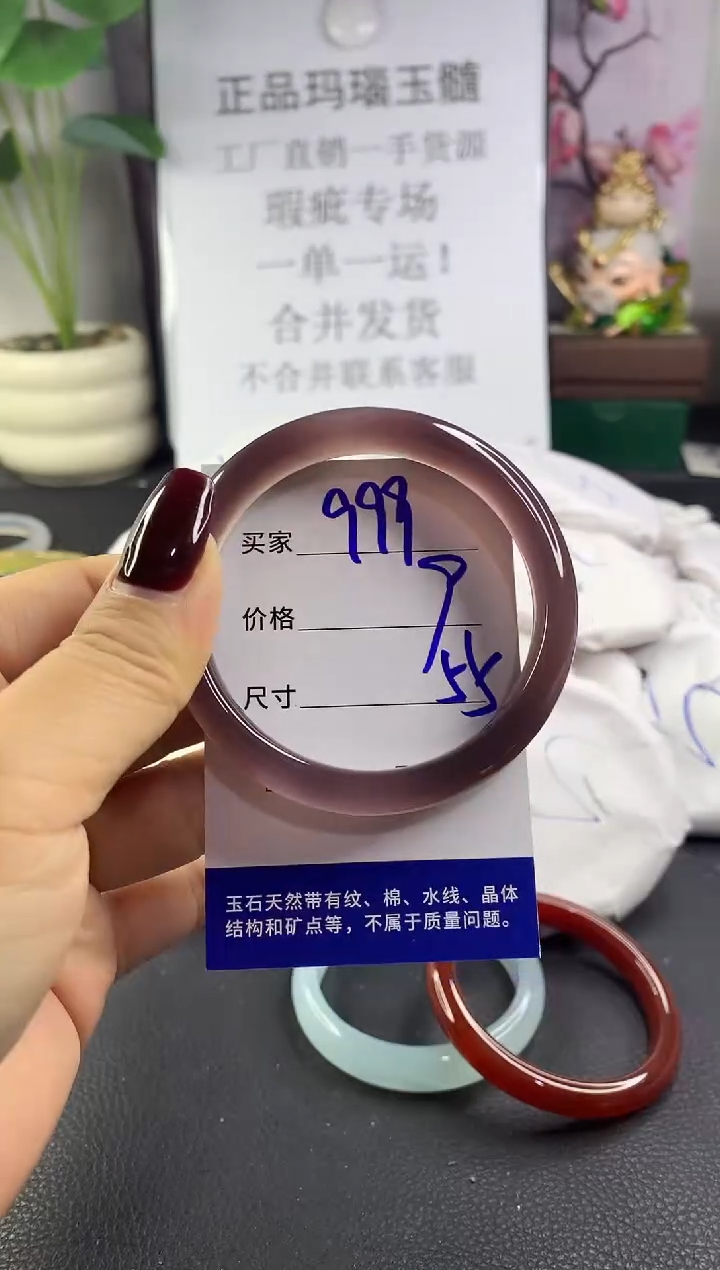 正品玛瑙玉髓
工厂直销一手货源
瑕疵专场
一单一运！
合并发货
不合并联系客服
买家 999
价格
尺寸 55
玉石天然带有纹、棉、水线、晶体
结构和矿点等，不属于质量问题。